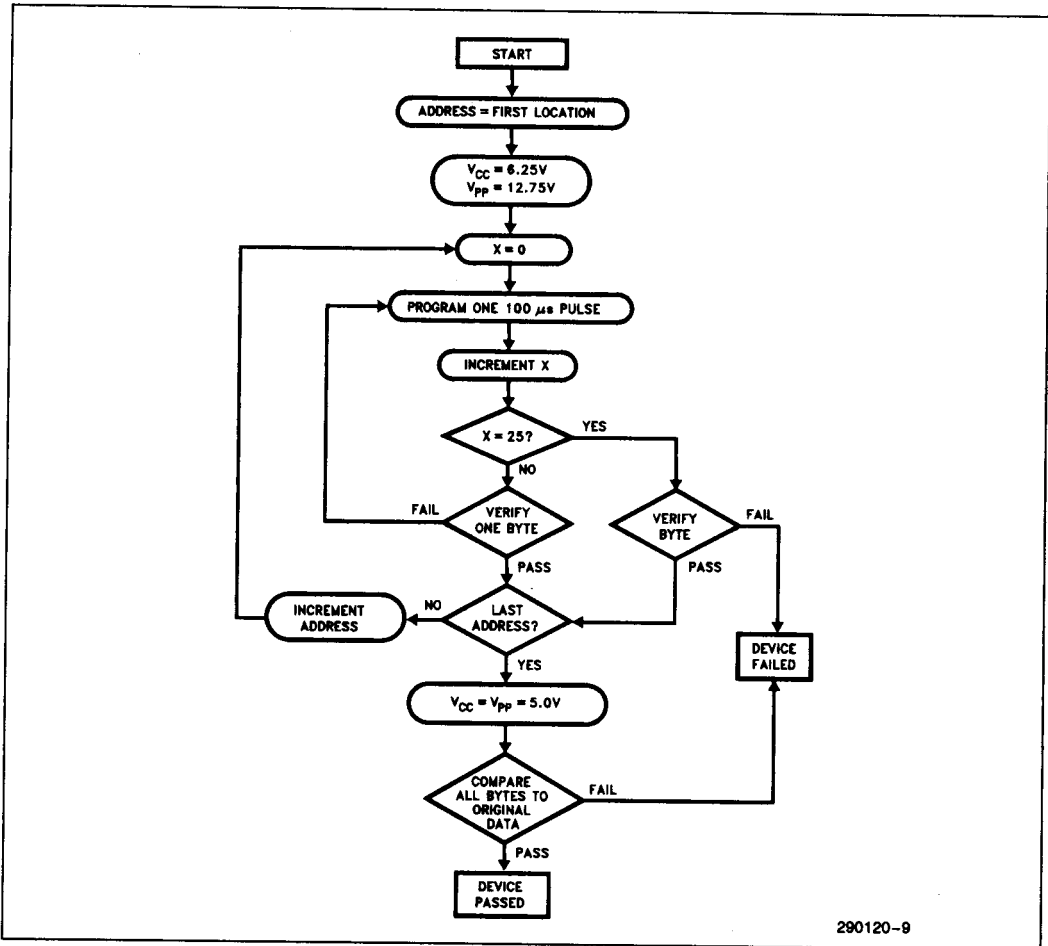 START
ADDRESS = FIRST LOCATION
VCC = 6.25V
VPP = 12.75V
X = 0
PROGRAM ONE 100 μs PULSE
INCREMENT X
X = 25?
YES
NO
FAIL
VERIFY
ONE BYTE
VERIFY
BYTE
FAIL
PASS
PASS
INCREMENT
ADDRESS
NO
LAST
ADDRESS?
DEVICE
FAILED
YES
VCC = VPP = 5.0V
COMPARE
ALL BYTES TO
ORIGINAL
DATA
FAIL
PASS
DEVICE
PASSED
290120-9